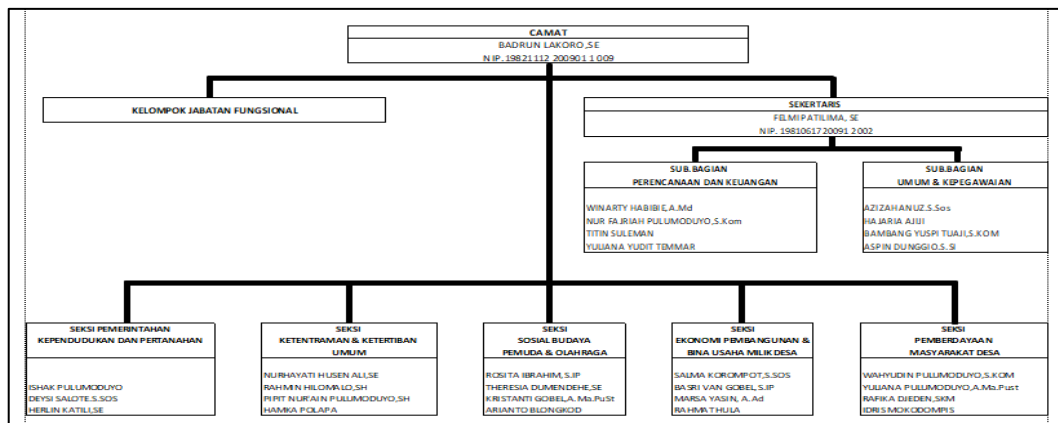 CAMAT
BADRUN LAKORO,SE
NIP.19821112 200901 1 009
KELOMPOK JABATAN FUNGSIONAL
SEKERTARIS
FELMI PATILIMA, SE
NIP. 1981061720091 2002
SUB.BAGIAN
PERENCANAAN DAN KEUANGAN
WINARTY HABIBIE,A.Md
NUR FAJRIAH PULUMODUYO,S.Kom
TITIN SULEMAN
YULIANA YUDIT TEMMAR
SUB.BAGIAN
UMUM & KEPEGAWAIAN
AZIZAH ANUZ.S.Sos
HAJARIA AJIJI
BAMBANG YUSPI TUAJI,S.KOM
ASPIN DUNGGIO.S.SI
SEKSI PEMERINTAHAN
KEPENDUDUKAN DAN PERTANAHAN
ISHAK PULUMODUYO
DEYSI SALOTE.S.SOS
HERLIN KATILI,SE
SEKSI
KETENTRAMAN & KETERTIBAN
UMUM
NURHAYATI HUSEN ALI,SE
RAHMIN HILOMALO,SH
PIPIT NUR'AIN PULUMODUYO,SH
HAMKA POLAPA
SEKSI
SOSIAL BUDAYA
PEMUDA & OLAHRAGA
ROSITA IBRAHIM, S.IP
THERESIA DUMENDEHE,SE
KRISTANTI GOBEL,A.Ma.PuSt
ARIANTO BLONGKOD
SEKSI
EKONOMI PEMBANGUNAN &
BINA USAHA MILIK DESA
SALMA KOROMPOT,S.SOS
BASRI VAN GOBEL, S.IP
MARSA YASIN, A.Ad
RAHMAT HULA
SEKSI
PEMBERDAYAAN
MASYARAKAT DESA
WAHYUDIN PULUMODUYO,S.KOM
YULIANA PULUMODUYO,A.Ma.Pust
RAFIKA DJEDEN,SKM
IDRIS MOKODOMPIS